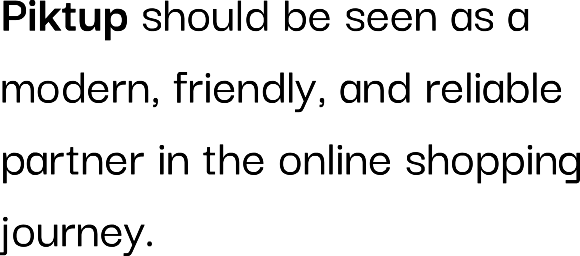 Piktup should be seen as a
modern, friendly, and reliable
partner in the online shopping
journey.